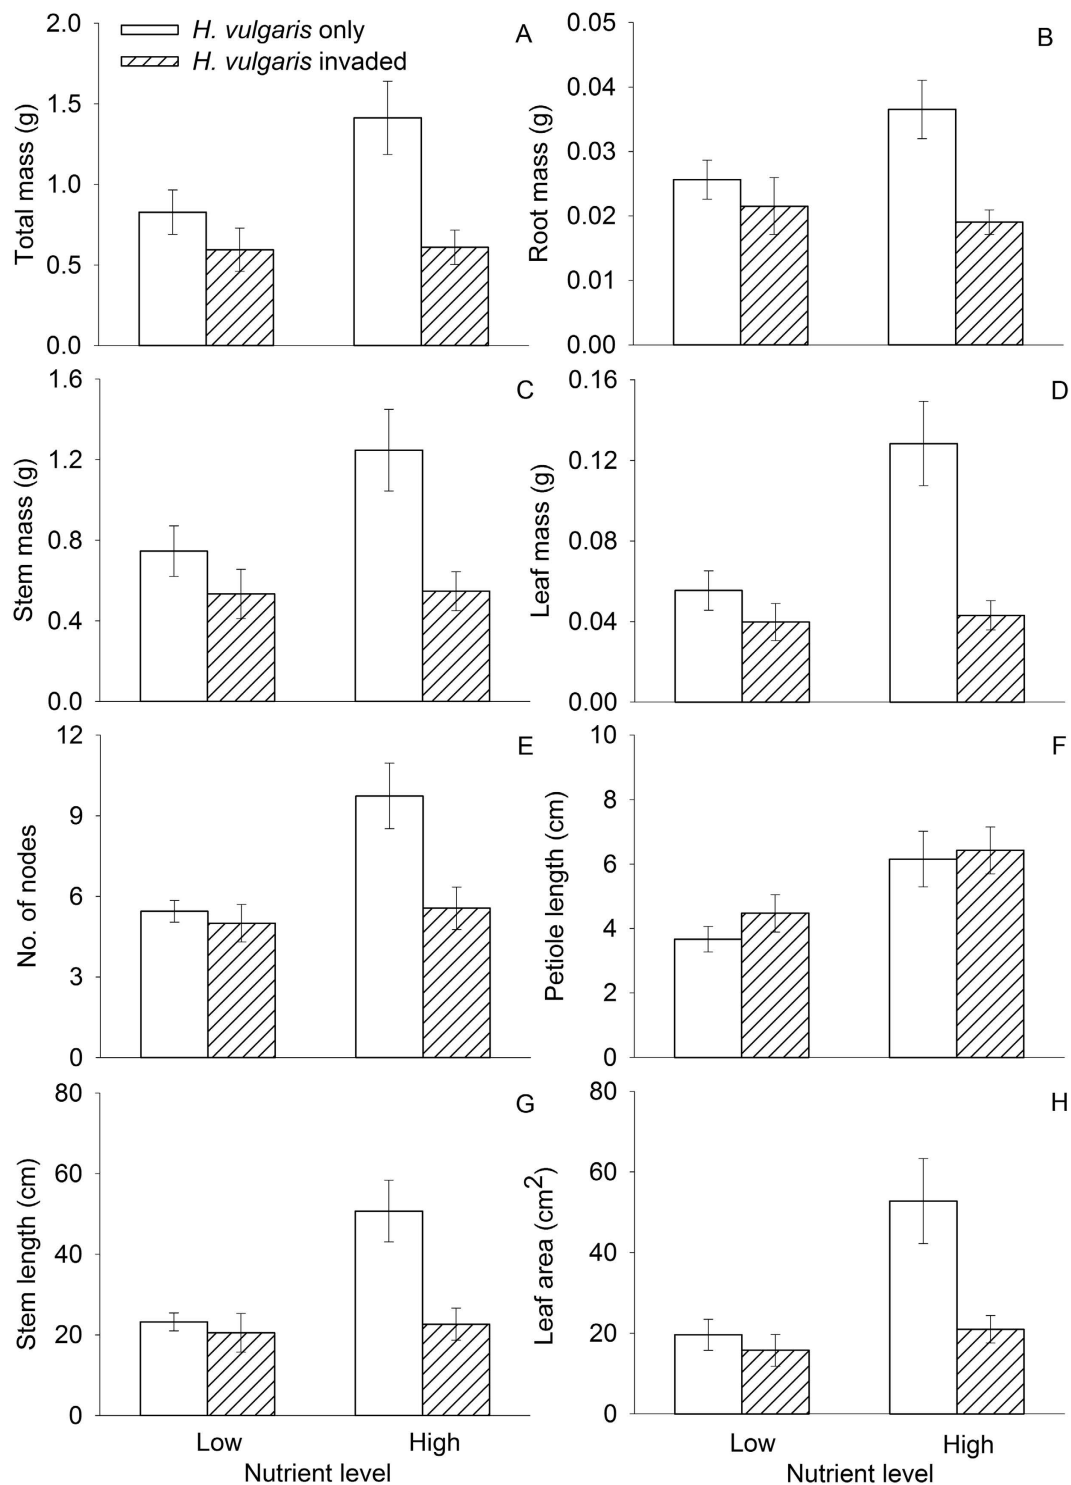 H. vulgaris only
H. vulgaris invaded
A
Total mass (g)
2.0
1.5
1.0
0.5
0.0
B
Root mass (g)
0.05
0.04
0.03
0.02
0.01
0.00
C
Stem mass (g)
1.6
1.2
0.8
0.4
0.0
D
Leaf mass (g)
0.16
0.12
0.08
0.04
0.00
E
No. of nodes
12
9
6
3
0
F
Petiole length (cm)
10
8
6
4
2
0
G
Stem length (cm)
80
60
40
20
0
Low High
Nutrient level
H
Leaf area (cm2)
80
60
40
20
0
Low High
Nutrient level